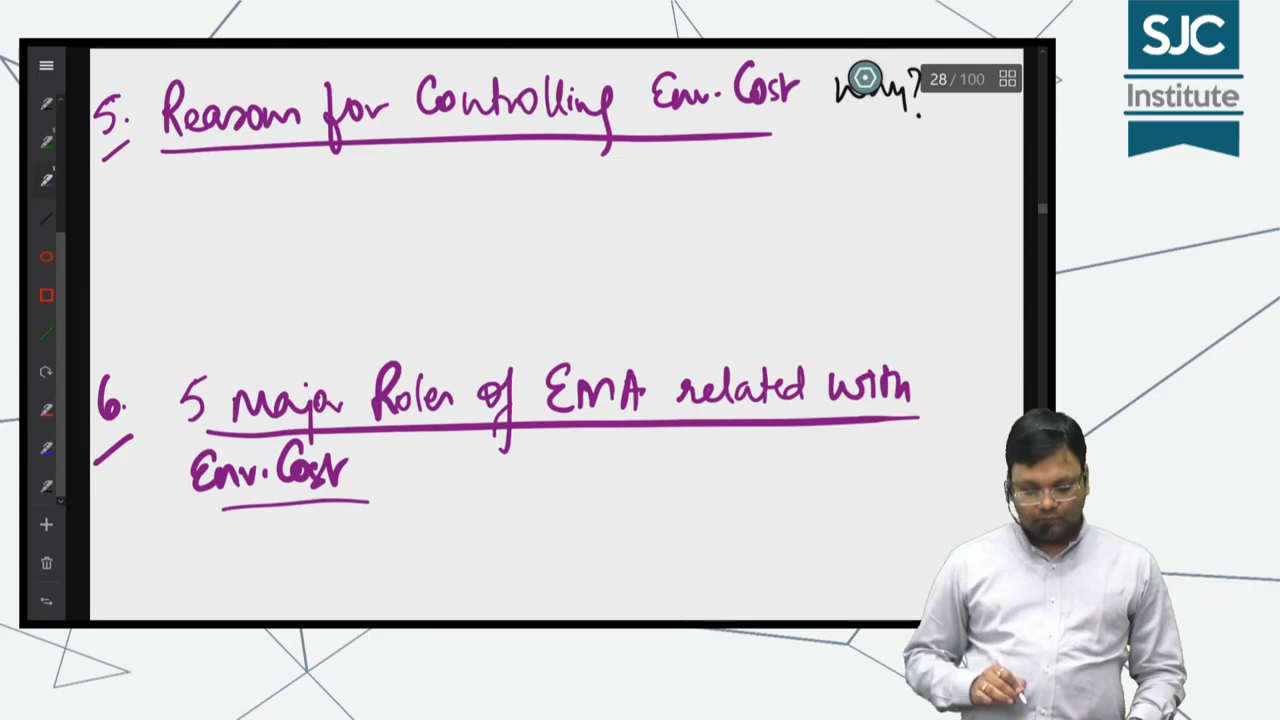 SJC
Institute
28 / 100
5. Reasons for Controlling Env. Cost why?
6. 5 Major Roles of EMA related with
Env. Cost